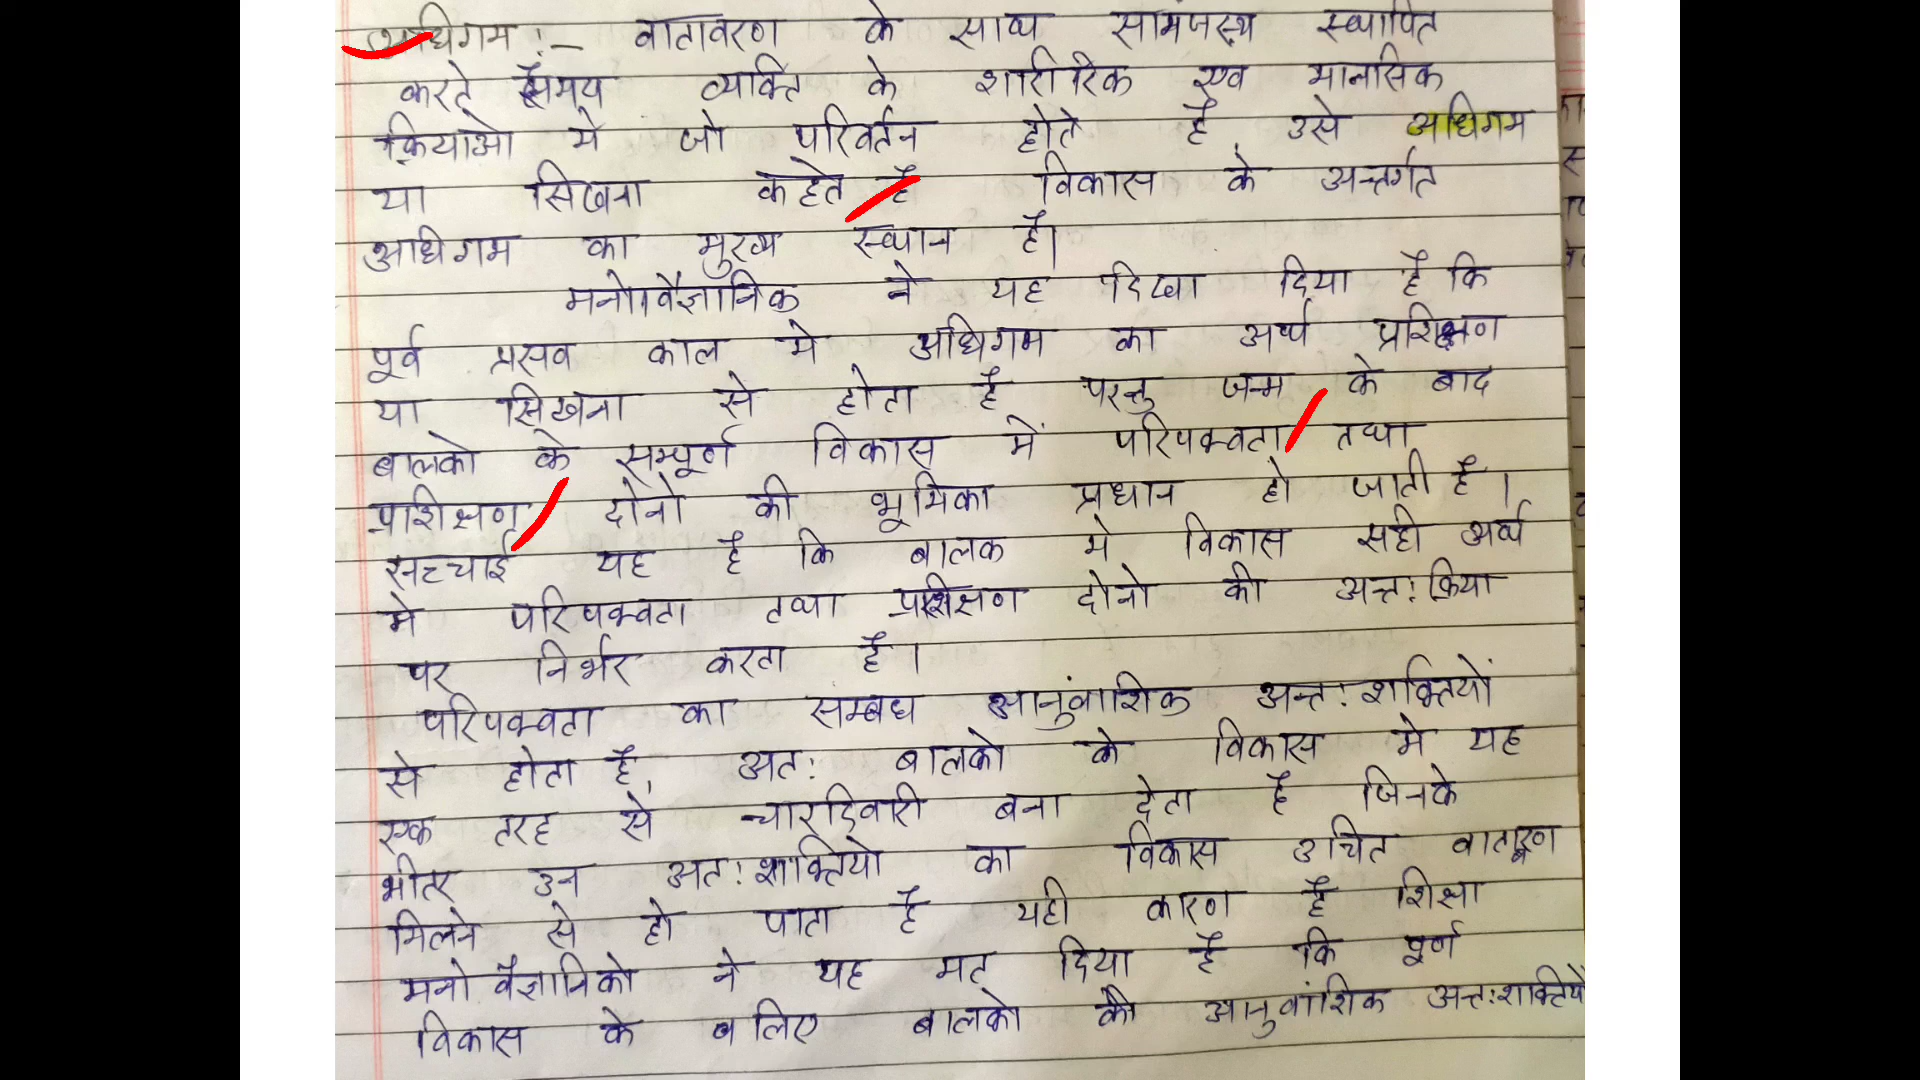 अधिगम :- वातावरण के साथ सामंजस्य स्थापित
करते समय व्यक्ति के शारीरिक एव मानसिक
क्रियाओ मे जो परिवर्तन होते है उसे अधिगम
या सिखना कहते है विकास के अन्तर्गत
अधिगम का मुख्य स्थान है।
मनोवैज्ञानिक ने यह दिखा दिया है कि
पूर्व प्रसव काल मे अधिगम का अर्थ प्रशिक्षण
या सिखना से होता है परन्तु जन्म के बाद
बालको के सम्पूर्ण विकास में परिपक्वता तथा
प्रशिक्षण दोनो की भूमिका प्रधान हो जाती है।
सच्चाई यह है कि बालक मे विकास सही अर्थ
मे परिपक्वता तथा प्रशिक्षण दोनो की अन्त:क्रिया
पर निर्भर करता है।
परिपक्वता का सम्बध आनुंवाशिक अन्त:शक्तियों
से होता है, अत: बालको के विकास मे यह
एक तरह से चारदिवारी बना देता है जिनके
भीतर उन अत:शक्तियो का विकास उचित
मिलने से हो पाता है यही कारण है शिक्षा
मनोवैज्ञानिको ने यह मत दिया है कि पूर्ण
विकास के लिए बालको की आनुवांशिक अन्त:शक्तियो